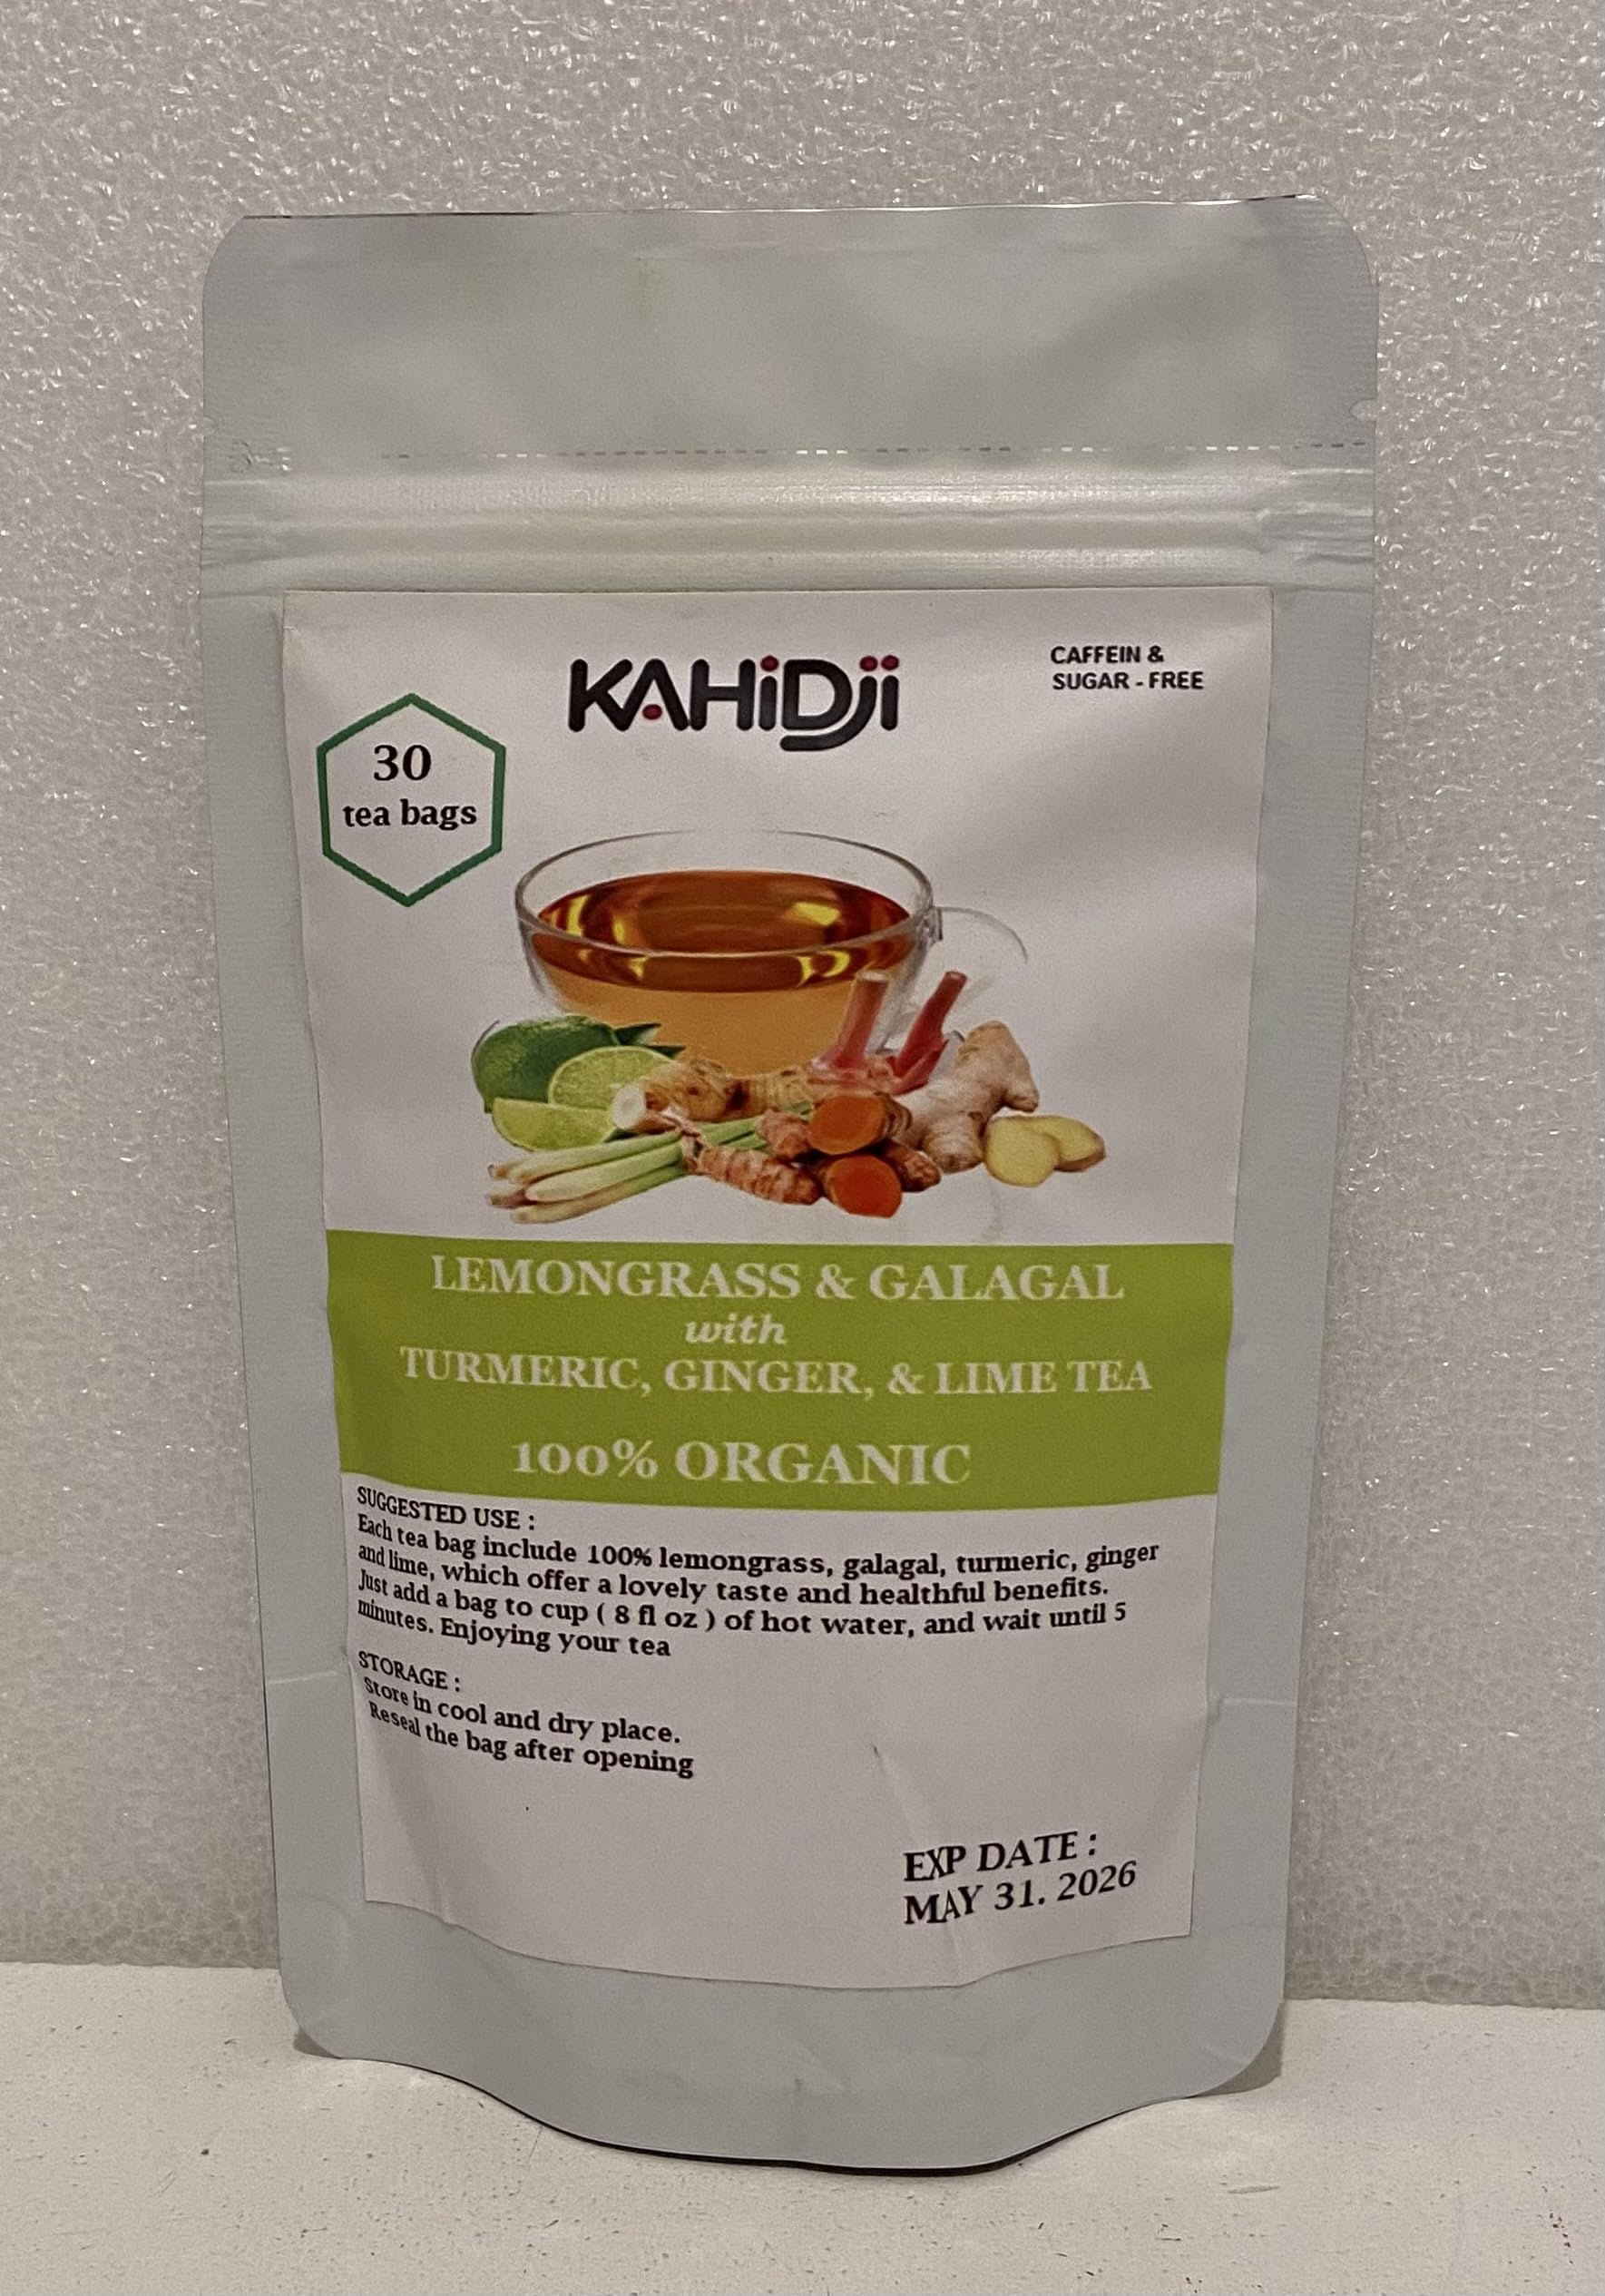 KAHiDJi
CAFFEIN &
SUGAR - FREE
30
tea bags
LEMONGRASS & GALAGAL
with
TURMERIC, GINGER, & LIME TEA
100% ORGANIC
SUGGESTED USE :
Each tea bag include 100% lemongrass, galagal, turmeric, ginger
and lime, which offer a lovely taste and healthful benefits.
Just add a bag to cup ( 8 fl oz ) of hot water, and wait until 5
minutes. Enjoying your tea
STORAGE :
Store in cool and dry place.
Reseal the bag after opening
EXP DATE :
MAY 31. 2026